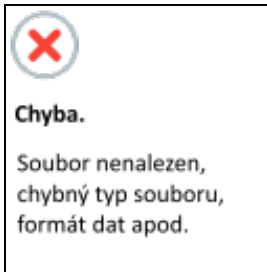 Chyba.
Soubor nenalezen,
chybný typ souboru,
formát dat apod.